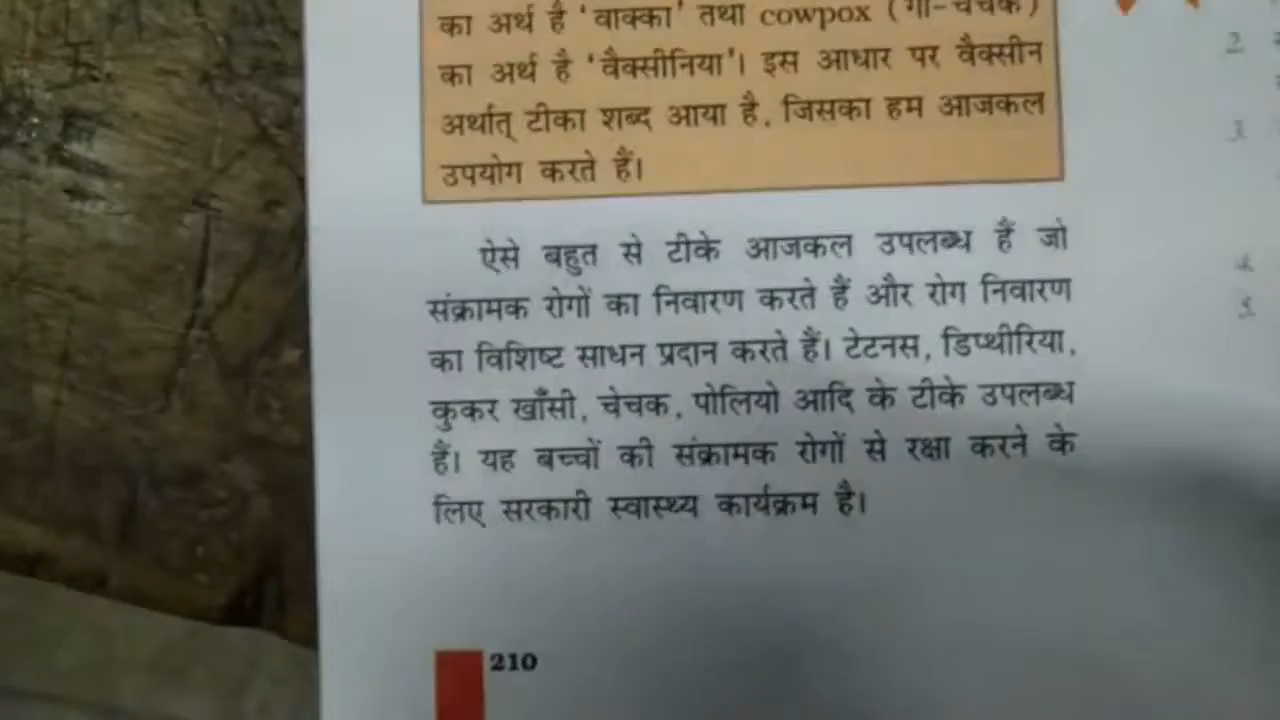 का अर्थ है 'वाक्का' तथा cowpox (गो-चेचक)
का अर्थ है 'वैक्सीनिया'। इस आधार पर वैक्सीन
अर्थात् टीका शब्द आया है, जिसका हम आजकल
उपयोग करते हैं।
ऐसे बहुत से टीके आजकल उपलब्ध हैं जो
संक्रामक रोगों का निवारण करते हैं और रोग निवारण
का विशिष्ट साधन प्रदान करते हैं। टेटनस, डिप्थीरिया,
कुकर खाँसी, चेचक, पोलियो आदि के टीके उपलब्ध
हैं। यह बच्चों की संक्रामक रोगों से रक्षा करने के
लिए सरकारी स्वास्थ्य कार्यक्रम है।
210
2